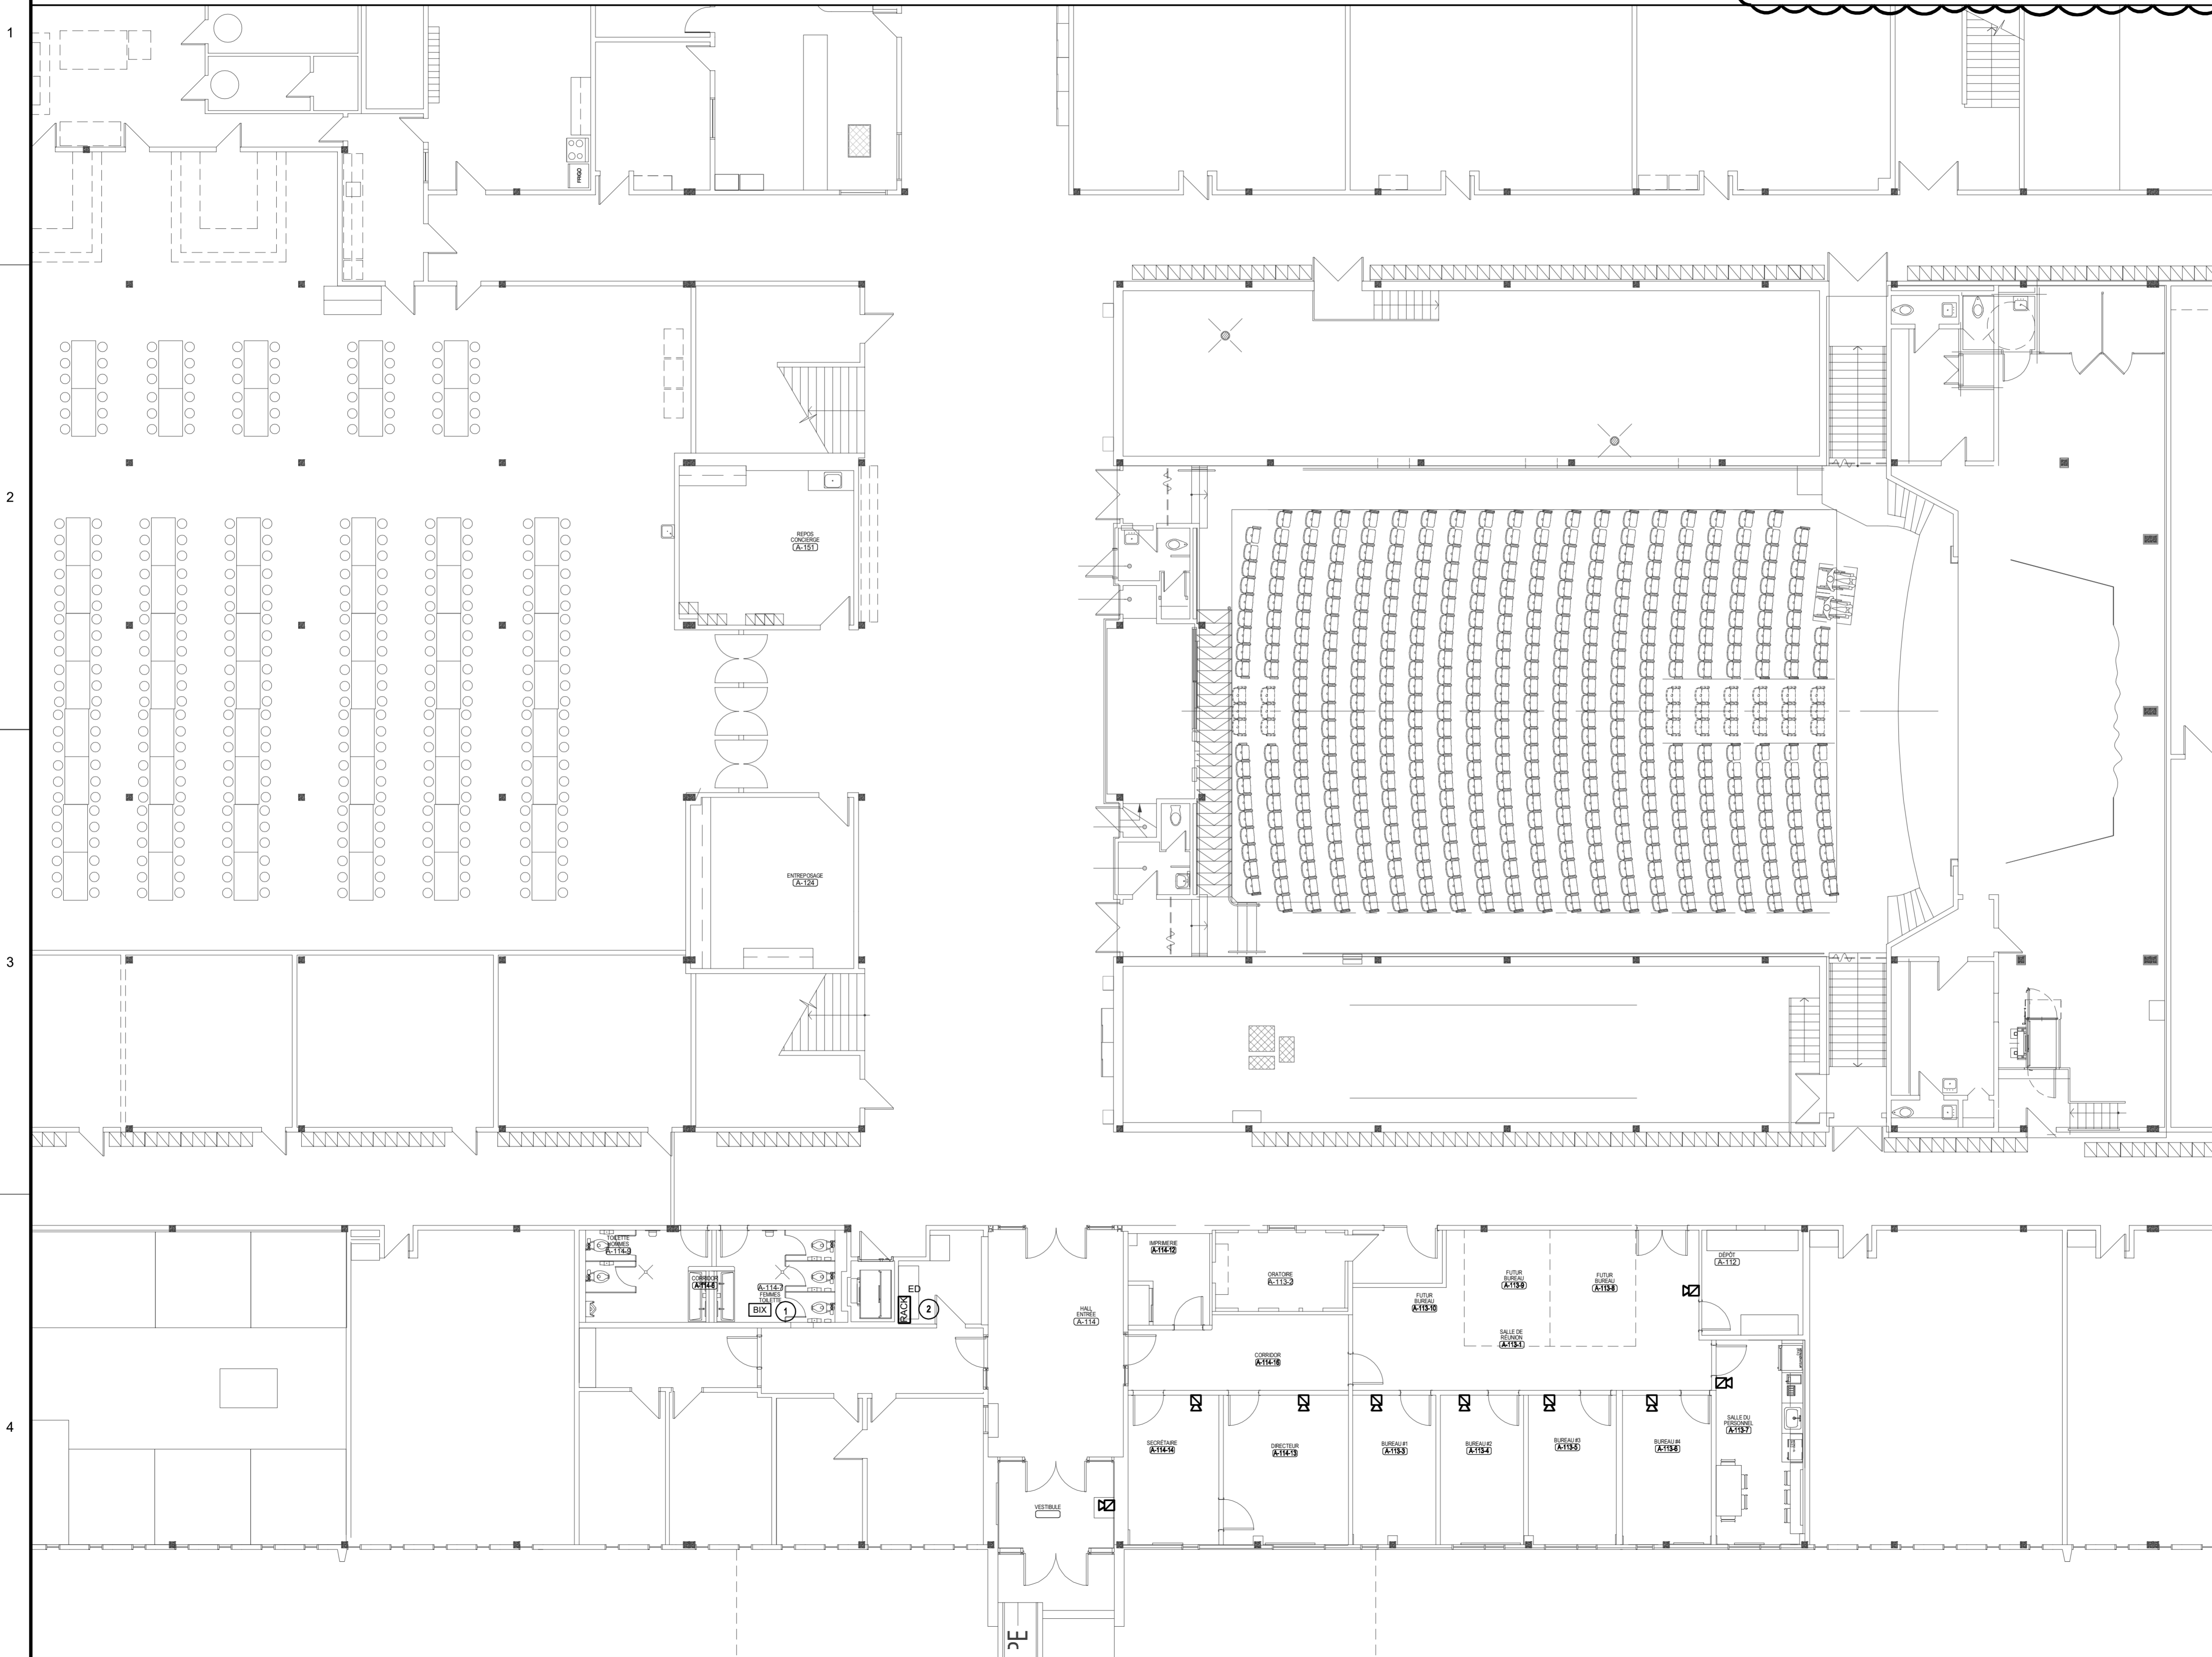 1
FRIGO
2
REPOS
CONCIERGE
A-151
ENTREPOSAGE
A-124
3
TOILETTE
HOMMES
A-114-9
CORRIDOR
A-114-8
A-114-7
FEMMES
TOILETTE
BIX
1
RACK
ED
2
HALL
ENTRÉE
A-114
IMPRIMERIE
A-114-12
ORATOIRE
A-113-2
FUTUR
BUREAU
A-113-10
FUTUR
BUREAU
A-113-9
FUTUR
BUREAU
A-113-8
DÉPÔT
A-112
SALLE DE
RÉUNION
A-113-1
CORRIDOR
A-114-16
4
SECRÉTAIRE
A-114-14
DIRECTEUR
A-114-13
BUREAU #1
A-113-3
BUREAU #2
A-113-4
BUREAU #3
A-113-5
BUREAU #4
A-113-6
SALLE DU
PERSONNEL
A-113-7
VESTIBULE